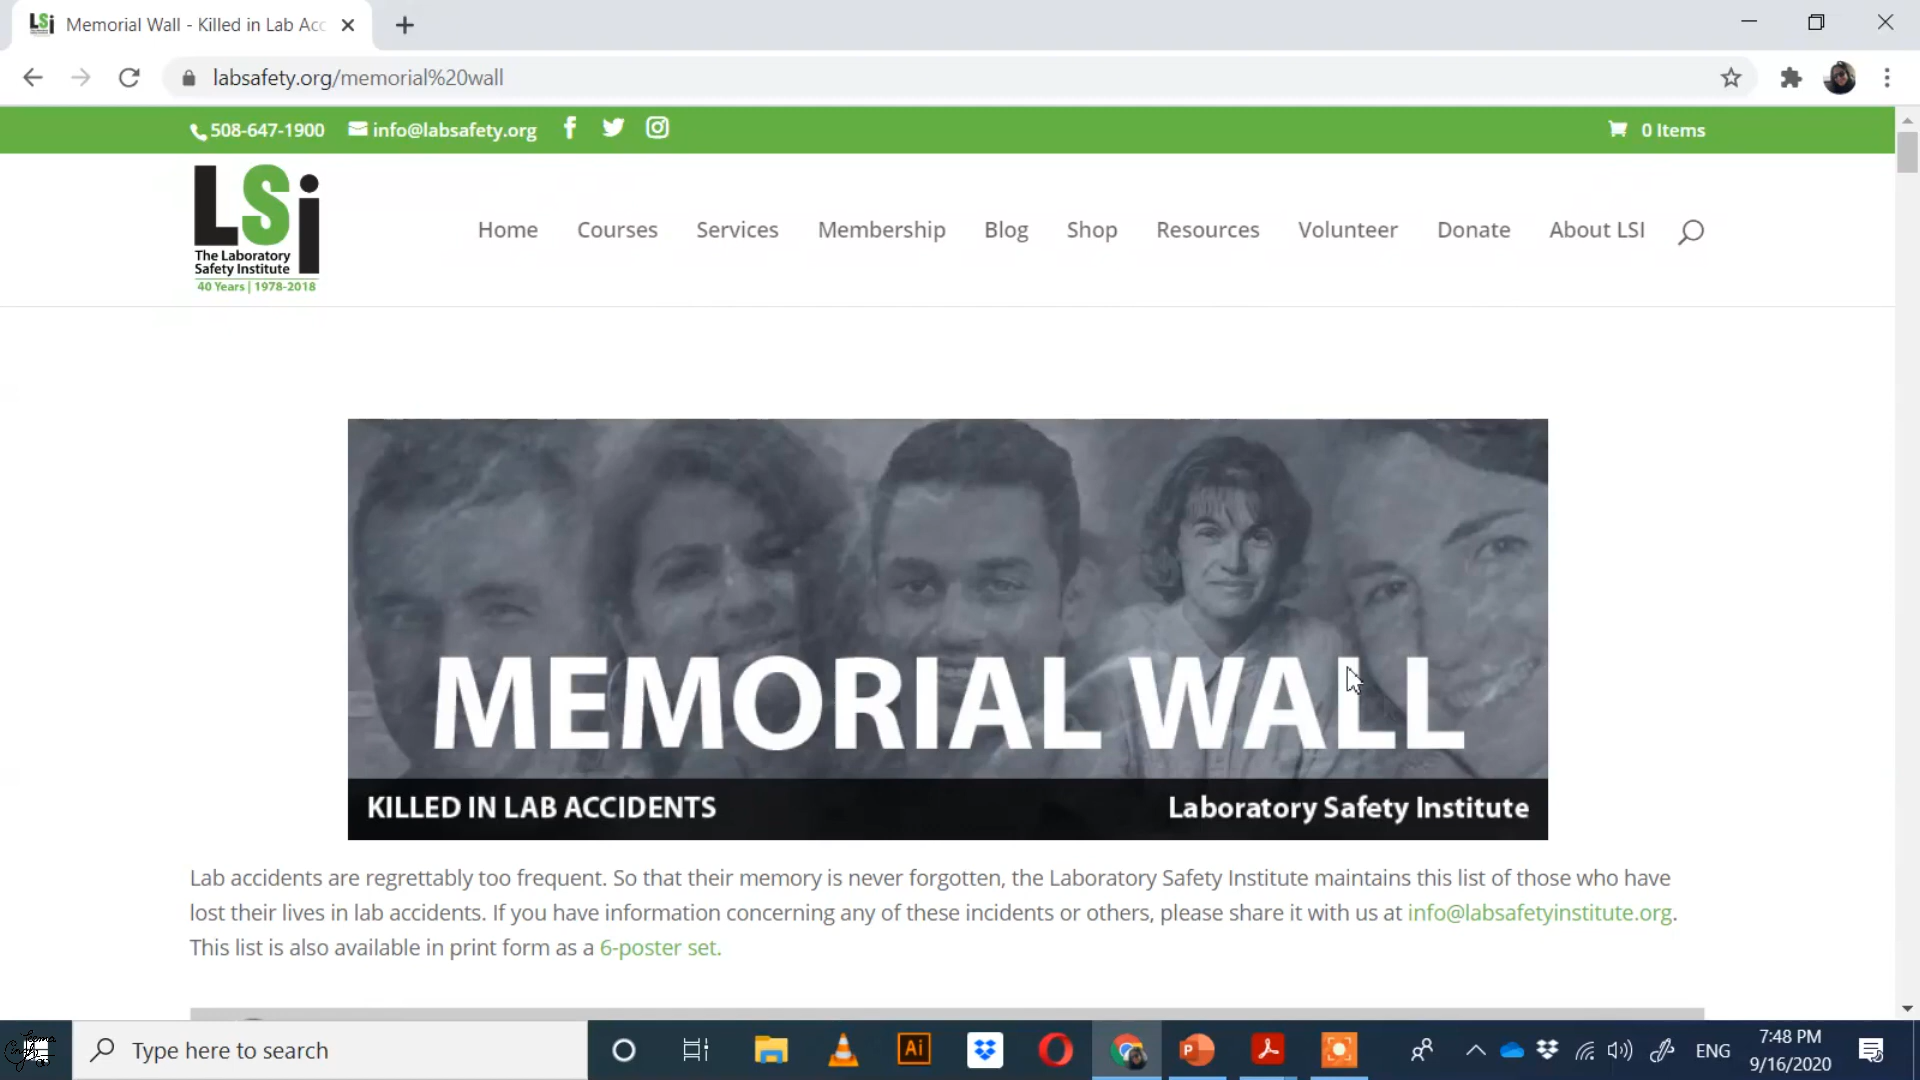 LSi Memorial Wall - Killed in Lab Acc
labsafety.org/memorial%20wall
508-647-1900 info@labsafety.org 0 Items
LSi
The Laboratory
Safety Institute
40 Years | 1978-2018
Home Courses Services Membership Blog Shop Resources Volunteer Donate About LSI
MEMORIAL WALL
KILLED IN LAB ACCIDENTS Laboratory Safety Institute
Lab accidents are regrettably too frequent. So that their memory is never forgotten, the Laboratory Safety Institute maintains this list of those who have
lost their lives in lab accidents. If you have information concerning any of these incidents or others, please share it with us at info@labsafetyinstitute.org.
This list is also available in print form as a 6-poster set.
Type here to search
Ai
P
ENG
7:48 PM
9/16/2020